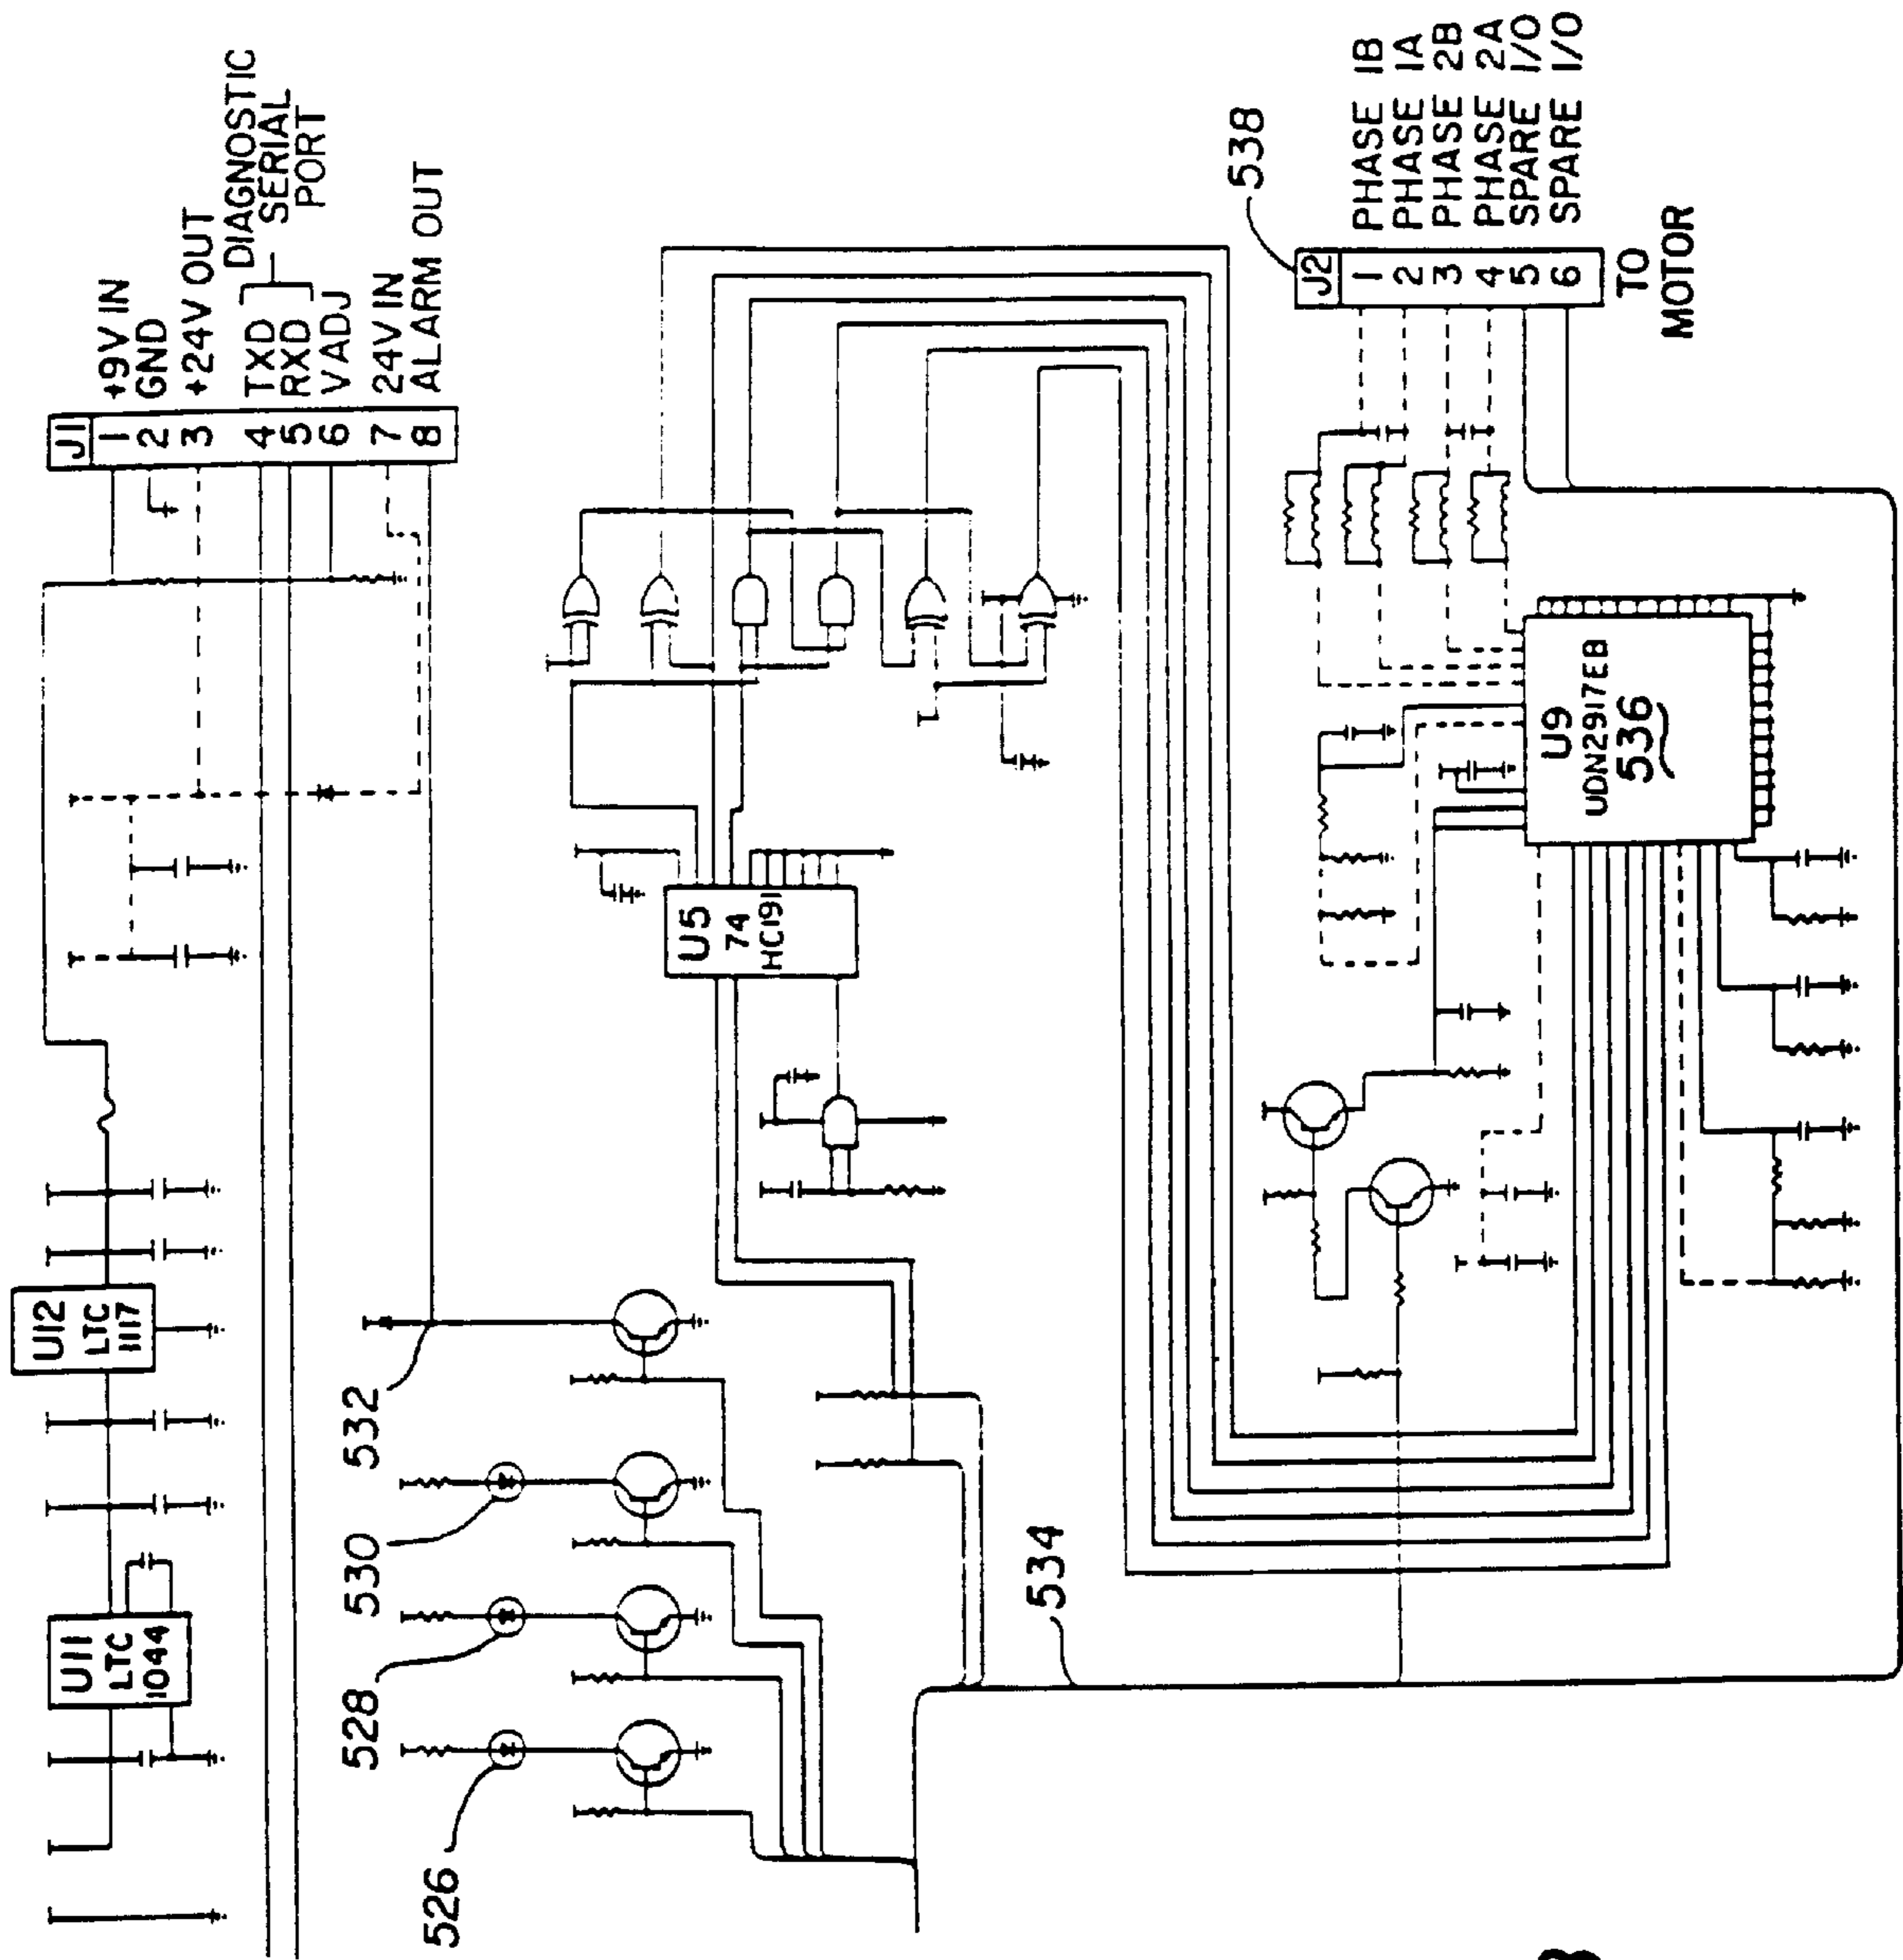 J1
1 +9V IN
2 GND
3 +24V OUT
4 TXD
5 RXD
DIAGNOSTIC
SERIAL
PORT
6 V ADJ
7 24V IN
8 ALARM OUT
U12
LTC
1117
U11
LTC
1044
532
530
528
526
U5
74
HC191
534
538
J2
1 PHASE 1B
2 PHASE 1A
3 PHASE 2B
4 PHASE 2A
5 SPARE I/O
6 SPARE I/O
TO
MOTOR
U9
UDN2917EB
536